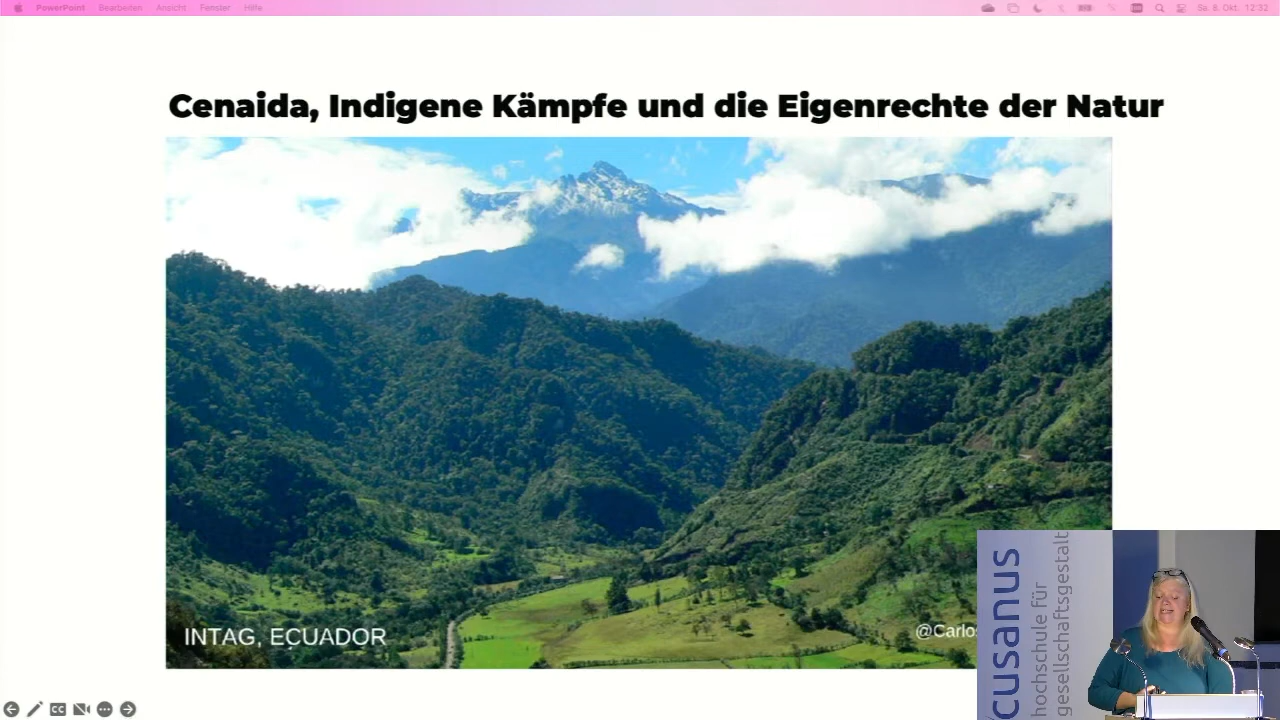 PowerPoint Bearbeiten Ansicht Fenster Hilfe
Sa. 8. Okt. 12:32
Cenaida, Indigene Kämpfe und die Eigenrechte der Natur
INTAG, ECUADOR
@Carlos
CC
cusanus
hochschule für
gesellschaftsgestalt